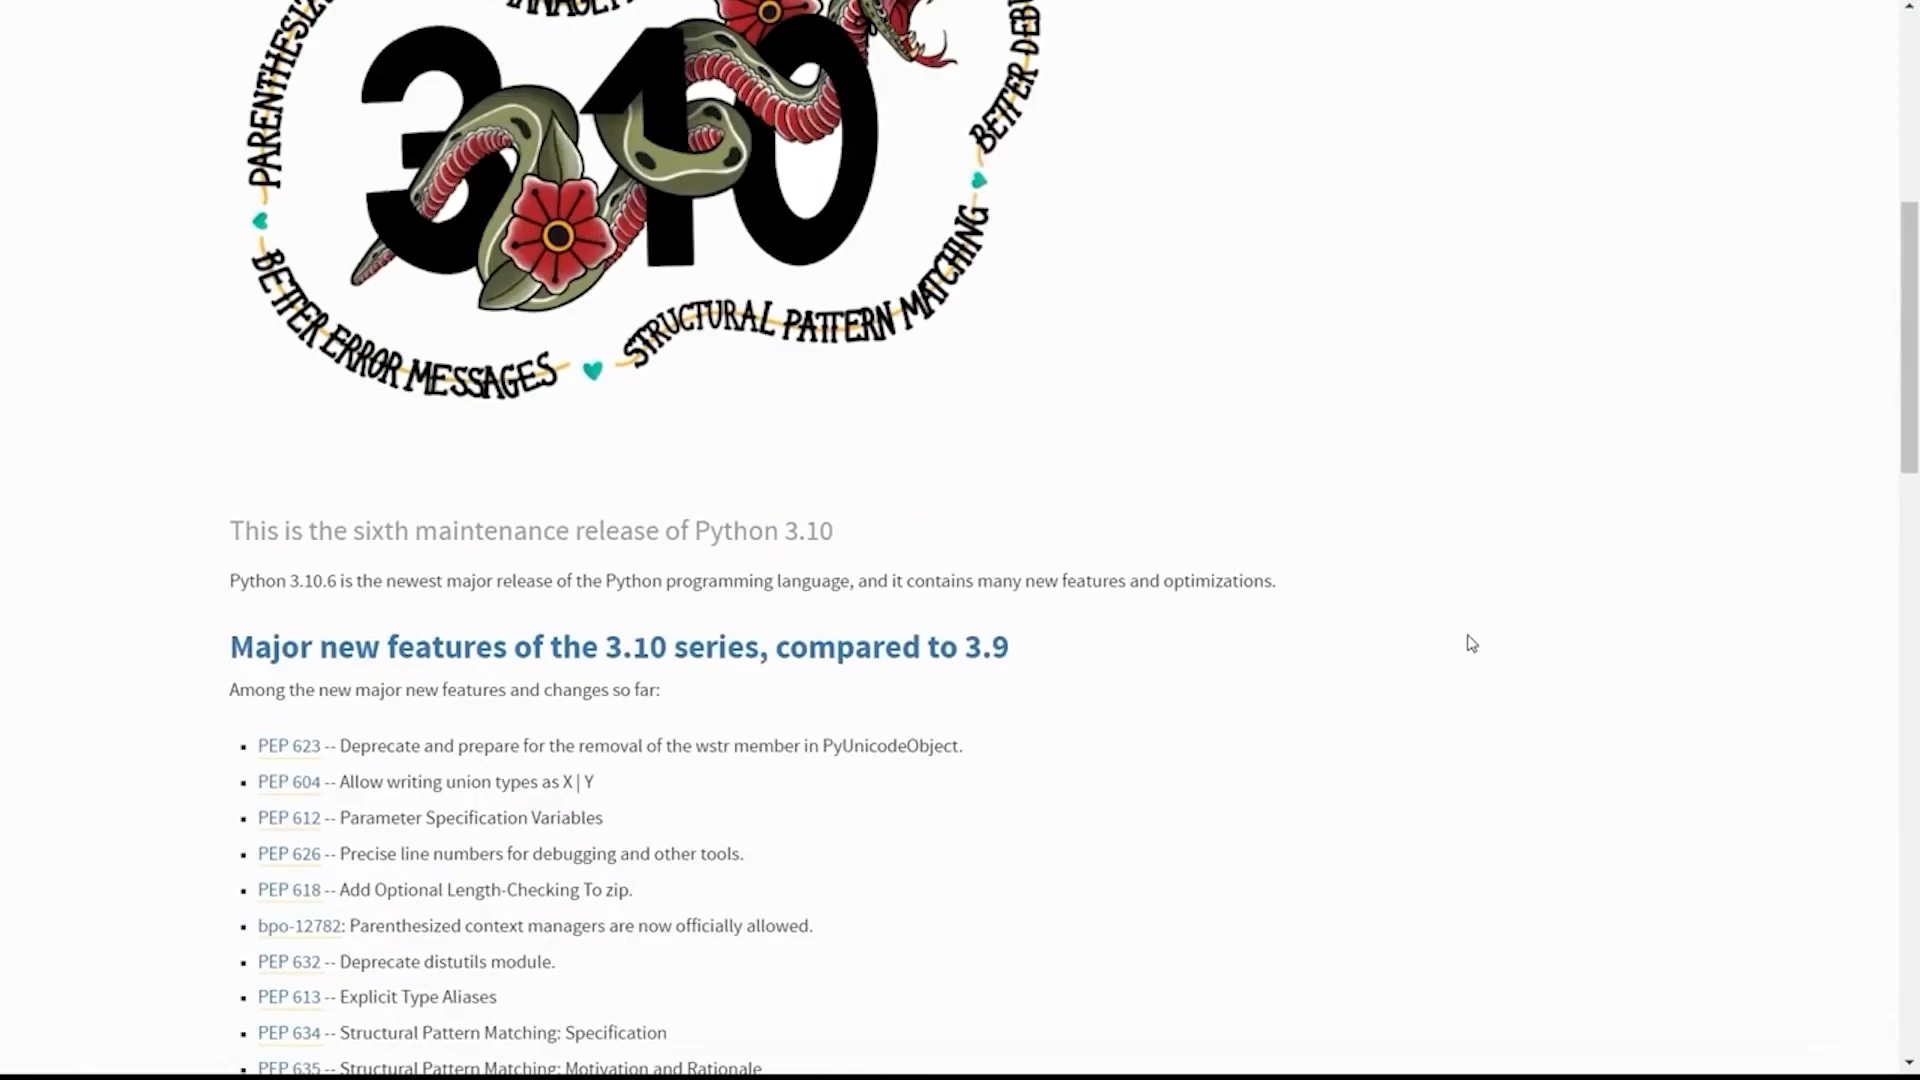 3.10
BETTER ERROR MESSAGES
STRUCTURAL PATTERN MATCHING
This is the sixth maintenance release of Python 3.10
Python 3.10.6 is the newest major release of the Python programming language, and it contains many new features and optimizations.
Major new features of the 3.10 series, compared to 3.9
Among the new major new features and changes so far:
PEP 623 -- Deprecate and prepare for the removal of the wstr member in PyUnicodeObject.
PEP 604 -- Allow writing union types as X | Y
PEP 612 -- Parameter Specification Variables
PEP 626 -- Precise line numbers for debugging and other tools.
PEP 618 -- Add Optional Length-Checking To zip.
bpo-12782: Parenthesized context managers are now officially allowed.
PEP 632 -- Deprecate distutils module.
PEP 613 -- Explicit Type Aliases
PEP 634 -- Structural Pattern Matching: Specification
PEP 635 -- Structural Pattern Matching: Motivation and Rationale